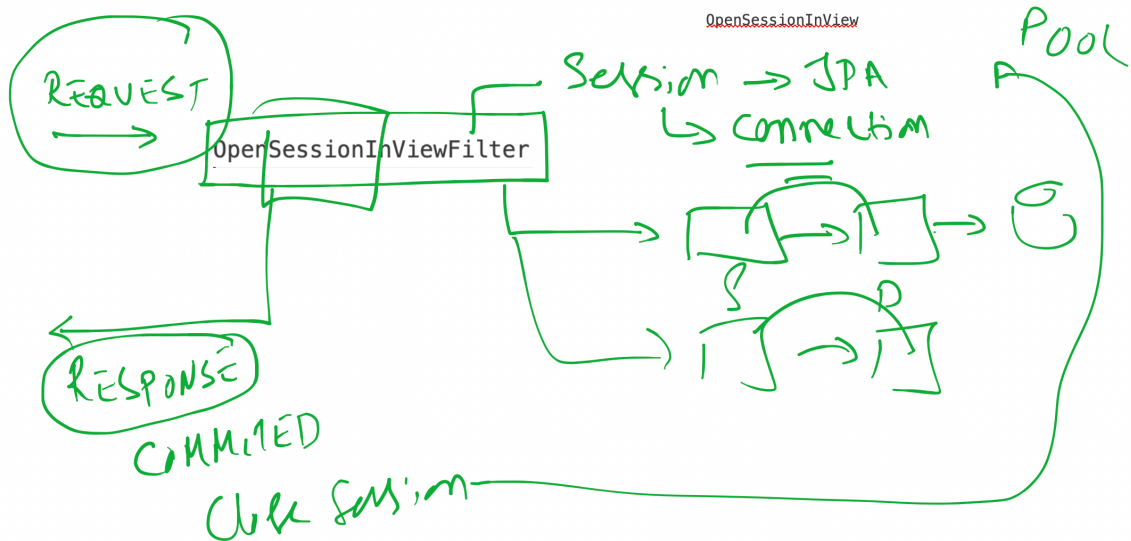 OpenSessionInView
POOL
REQUEST
Session → JPA
↳ Connection
OpenSessionInViewFilter
S
D
RESPONSE
COMMITED
Close Session